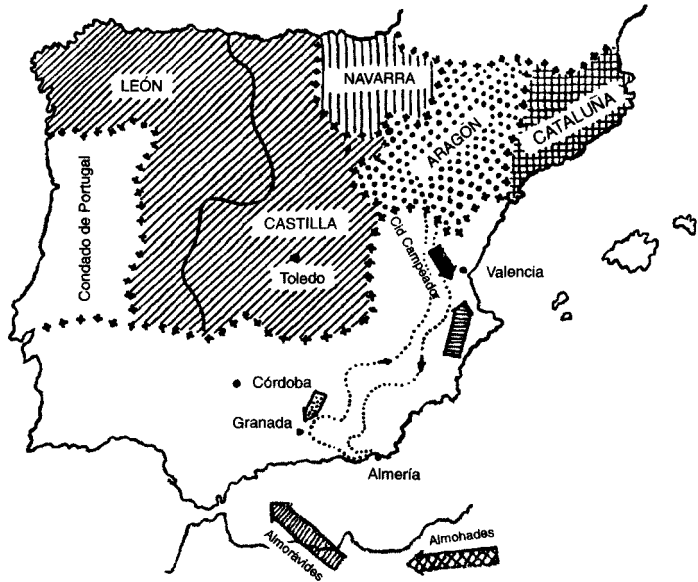 LEÓN
NAVARRA
CATALUÑA
ARAGÓN
Condado de Portugal
CASTILLA
Cid Campeador
Toledo
Valencia
Córdoba
Granada
Almería
Almorávides
Almohades